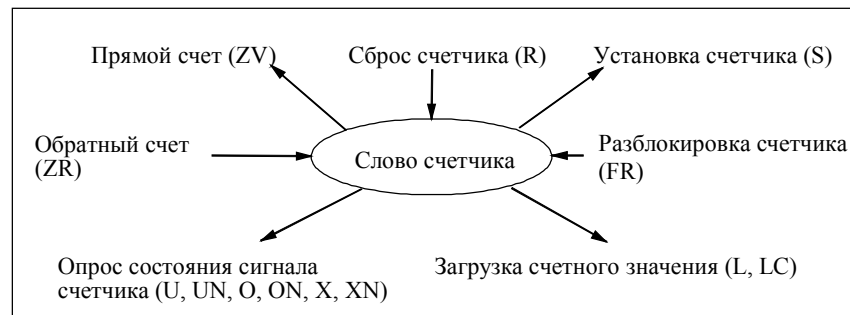 Прямой счет (ZV)
Сброс счетчика (R)
Установка счетчика (S)
Обратный счет
(ZR)
Слово счетчика
Разблокировка счетчика
(FR)
Опрос состояния сигнала
счетчика (U, UN, O, ON, X, XN)
Загрузка счетного значения (L, LC)